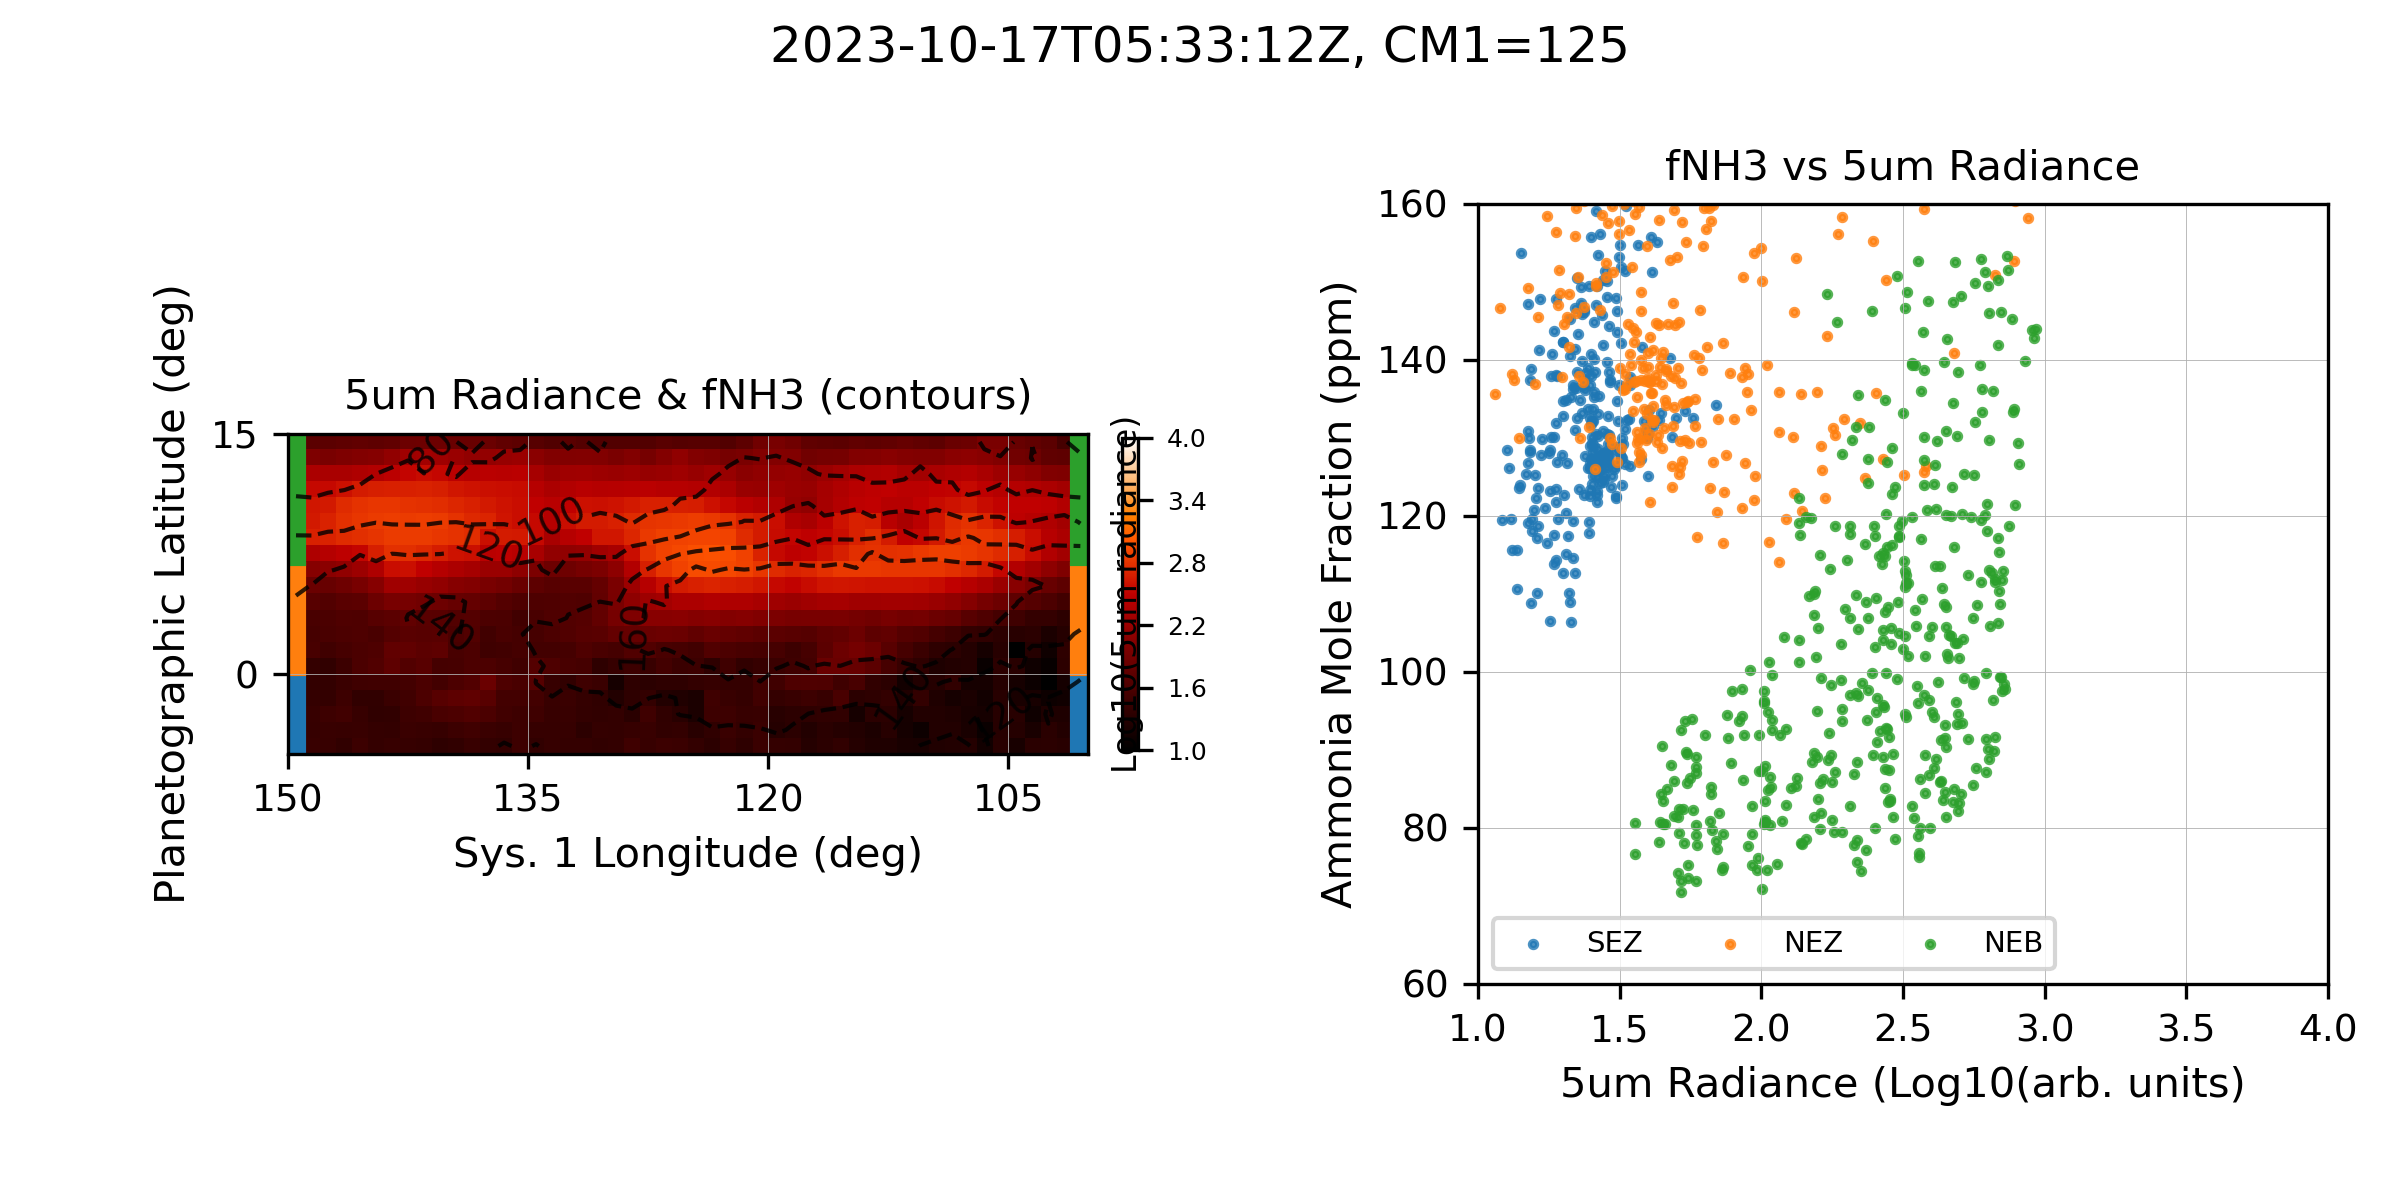 2023-10-17T05:33:12Z, CM1=125
5um Radiance & fNH3 (contours)
Planetographic Latitude (deg)
15
0
80
100
120
140
160
140
120
150
135
120
105
Sys. 1 Longitude (deg)
Log10(5um radiance)
4.0
3.4
2.8
2.2
1.6
1.0
fNH3 vs 5um Radiance
Ammonia Mole Fraction (ppm)
160
140
120
100
80
60
SEZ NEZ NEB
1.0 1.5 2.0 2.5 3.0 3.5 4.0
5um Radiance (Log10(arb. units)